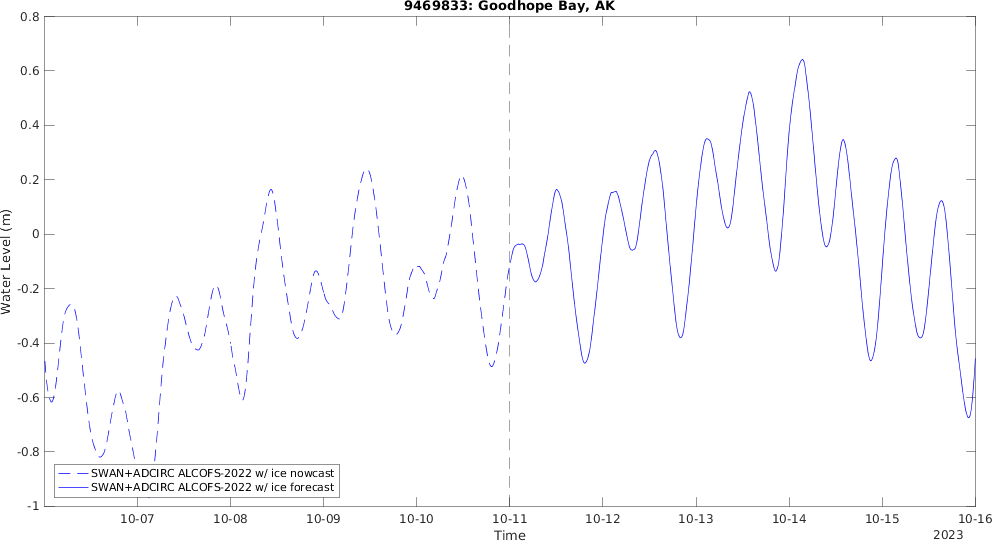 9469833: Goodhope Bay, AK
0.8
0.6
0.4
0.2
0
-0.2
-0.4
-0.6
-0.8
-1
Water Level (m)
SWAN+ADCIRC ALCOFS-2022 w/ ice nowcast
SWAN+ADCIRC ALCOFS-2022 w/ ice forecast
10-07 10-08 10-09 10-10 10-11 10-12 10-13 10-14 10-15 10-16
Time
2023